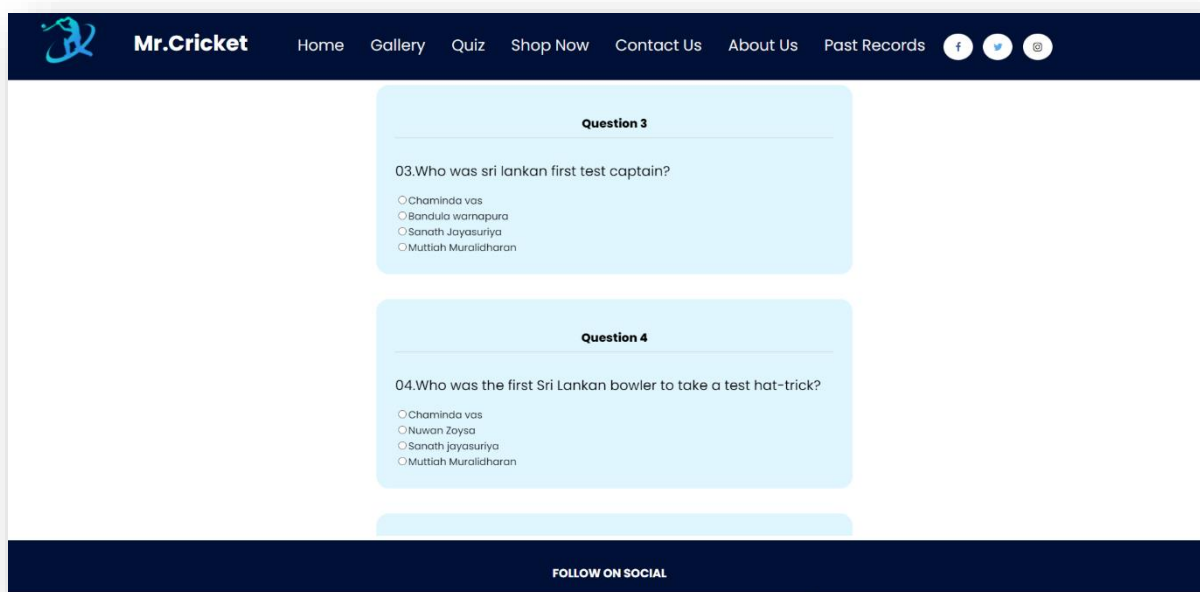 Mr.Cricket Home Gallery Quiz Shop Now Contact Us About Us Past Records
Question 3
03.Who was sri lankan first test captain?
Chaminda vas
Bandula warnapura
Sanath Jayasuriya
Muttiah Muralidharan
Question 4
04.Who was the first Sri Lankan bowler to take a test hat-trick?
Chaminda vas
Nuwan Zoysa
Sanath jayasuriya
Muttiah Muralidharan
FOLLOW ON SOCIAL